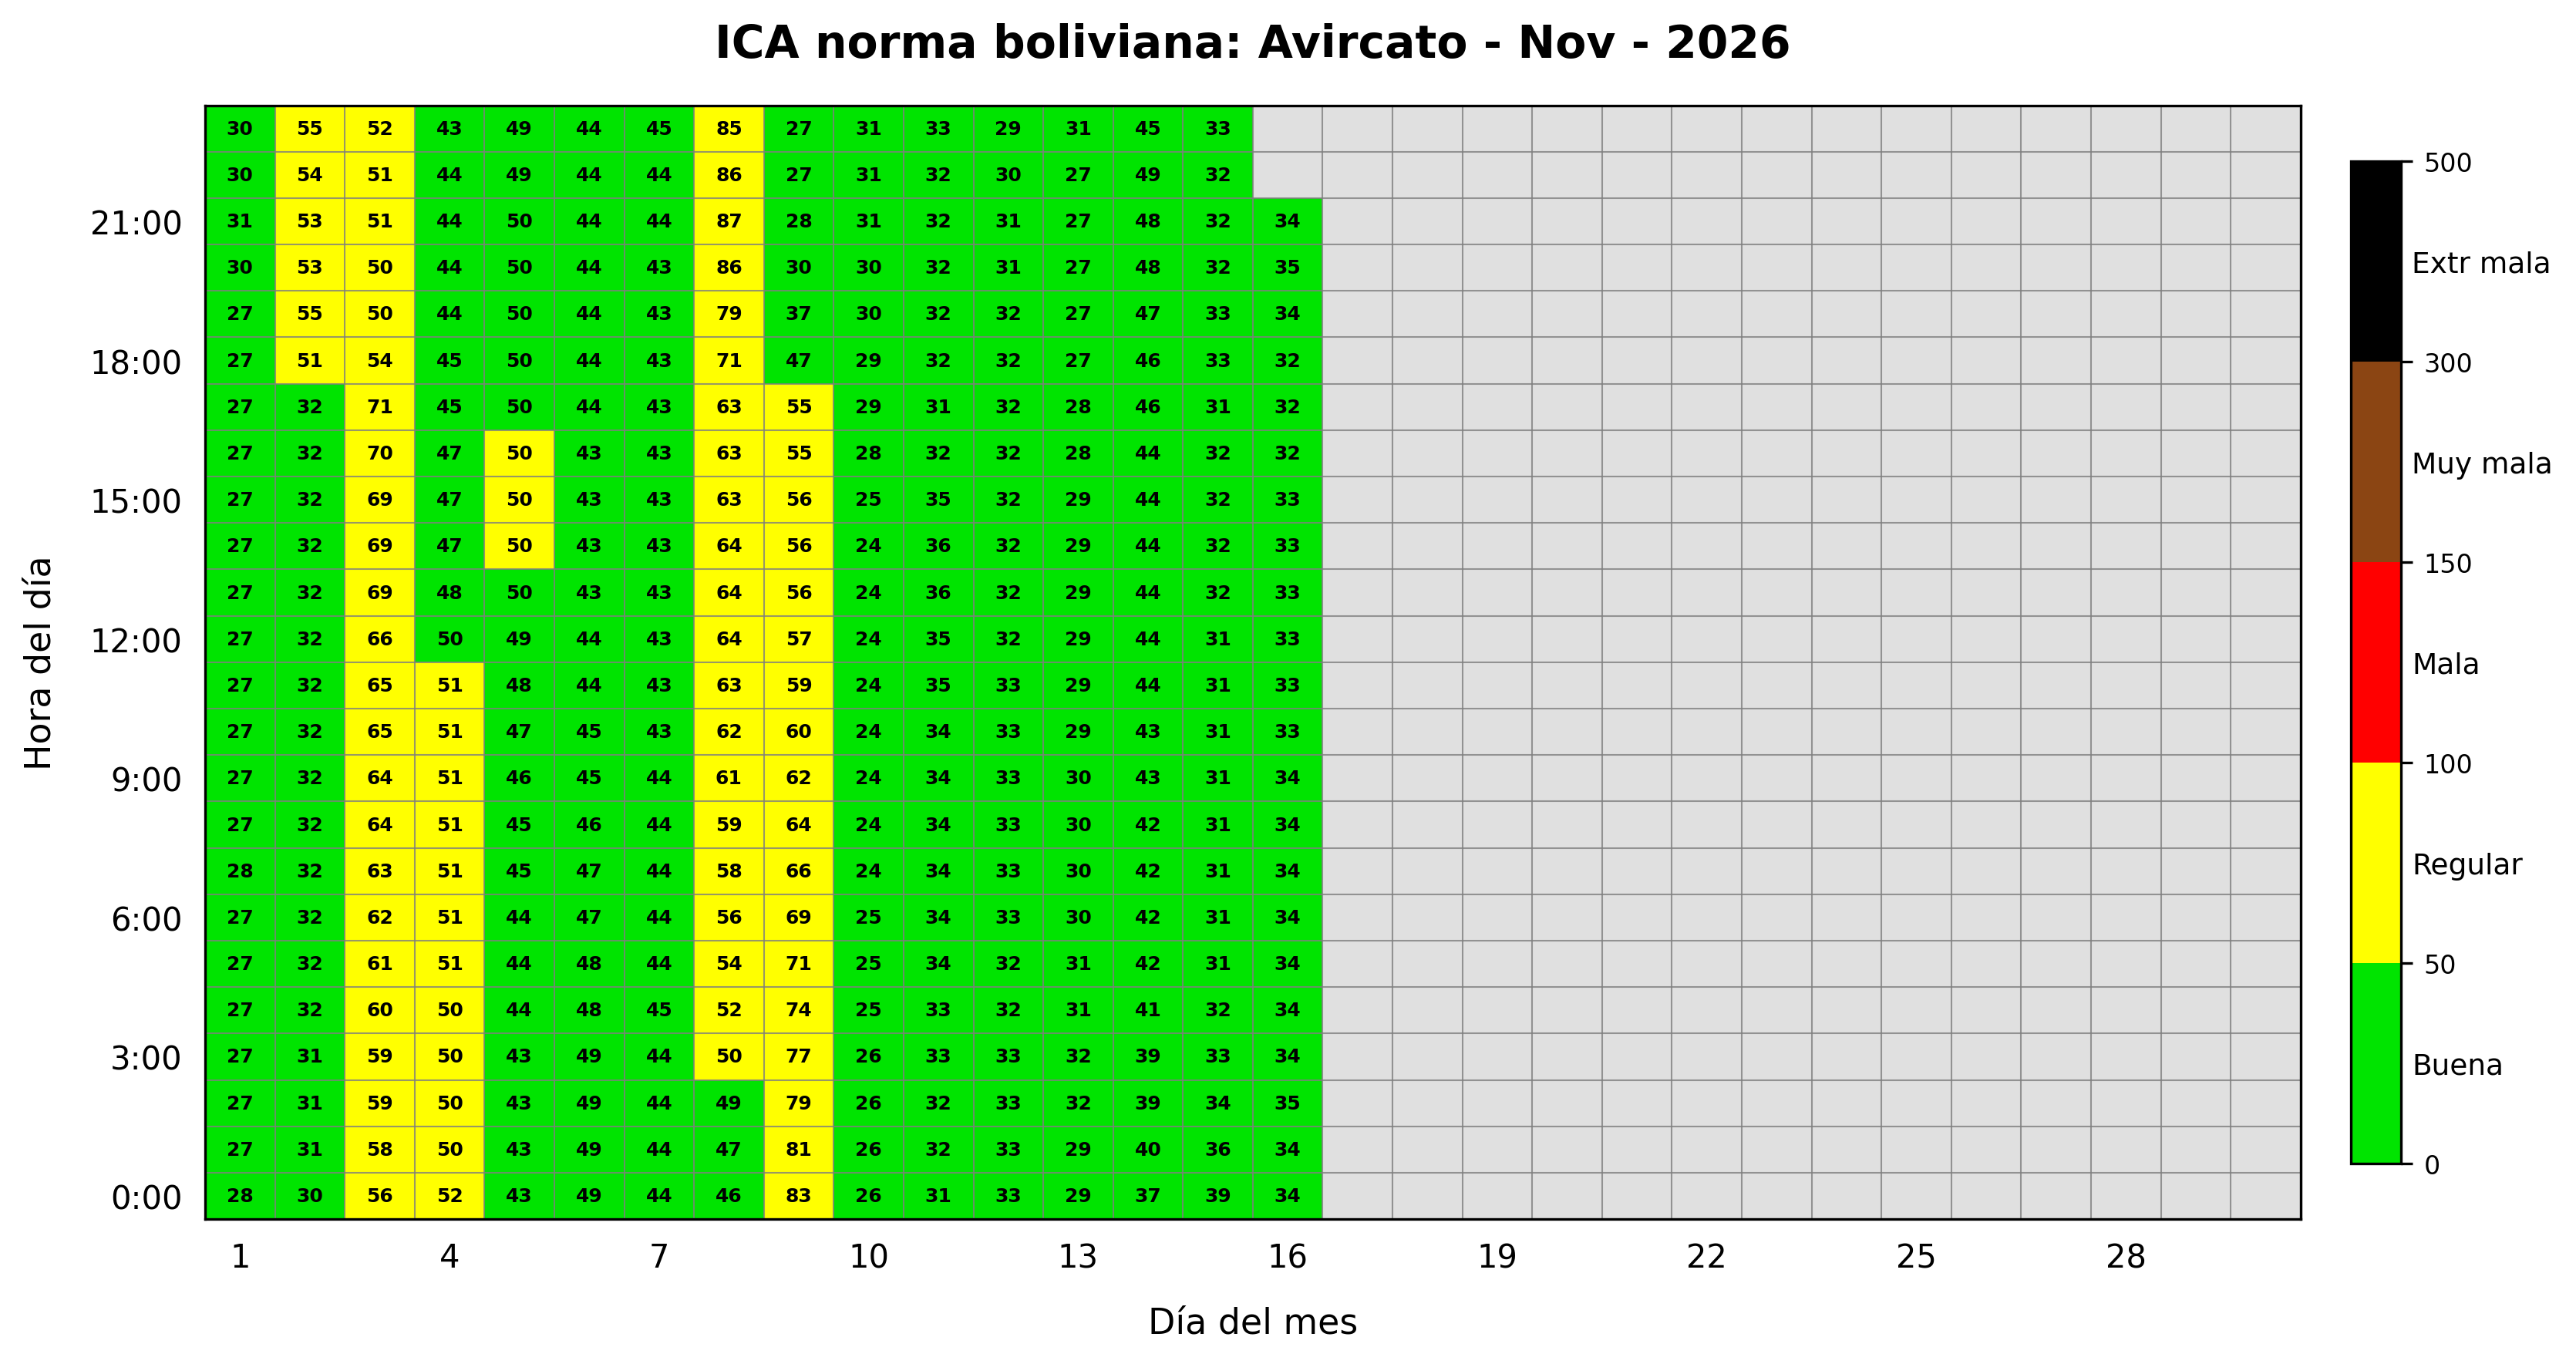 ICA norma boliviana: Avircato - Nov - 2026
30 55 52 43 49 44 45 85 27 31 33 29 31 45 33
30 54 51 44 49 44 44 86 27 31 32 30 27 49 32
21:00 31 53 51 44 50 44 44 87 28 31 32 31 27 48 32 34
30 53 50 44 50 44 43 86 30 30 32 31 27 48 32 35
27 55 50 44 50 44 43 79 37 30 32 32 27 47 33 34
18:00 27 51 54 45 50 44 43 71 47 29 32 32 27 46 33 32
27 32 71 45 50 44 43 63 55 29 31 32 28 46 31 32
27 32 70 47 50 43 43 63 55 28 32 32 28 44 32 32
15:00 27 32 69 47 50 43 43 63 56 25 35 32 29 44 32 33
27 32 69 47 50 43 43 64 56 24 36 32 29 44 32 33
27 32 69 48 50 43 43 64 56 24 36 32 29 44 32 33
12:00 27 32 66 50 49 44 43 64 57 24 35 32 29 44 31 33
27 32 65 51 48 44 43 63 59 24 35 33 29 44 31 33
27 32 65 51 47 45 43 62 60 24 34 33 29 43 31 33
9:00 27 32 64 51 46 45 44 61 62 24 34 33 30 43 31 34
27 32 64 51 45 46 44 59 64 24 34 33 30 42 31 34
28 32 63 51 45 47 44 58 66 24 34 33 30 42 31 34
6:00 27 32 62 51 44 47 44 56 69 25 34 33 30 42 31 34
27 32 61 51 44 48 44 54 71 25 34 32 31 42 31 34
27 32 60 50 44 48 45 52 74 25 33 32 31 41 32 34
3:00 27 31 59 50 43 49 44 50 77 26 33 33 32 39 33 34
27 31 59 50 43 49 44 49 79 26 32 33 32 39 34 35
27 31 58 50 43 49 44 47 81 26 32 33 29 40 36 34
0:00 28 30 56 52 43 49 44 46 83 26 31 33 29 37 39 34
1 4 7 10 13 16 19 22 25 28
Hora del día
Día del mes
500
Extr mala
300
Muy mala
150
Mala
100
Regular
50
Buena
0